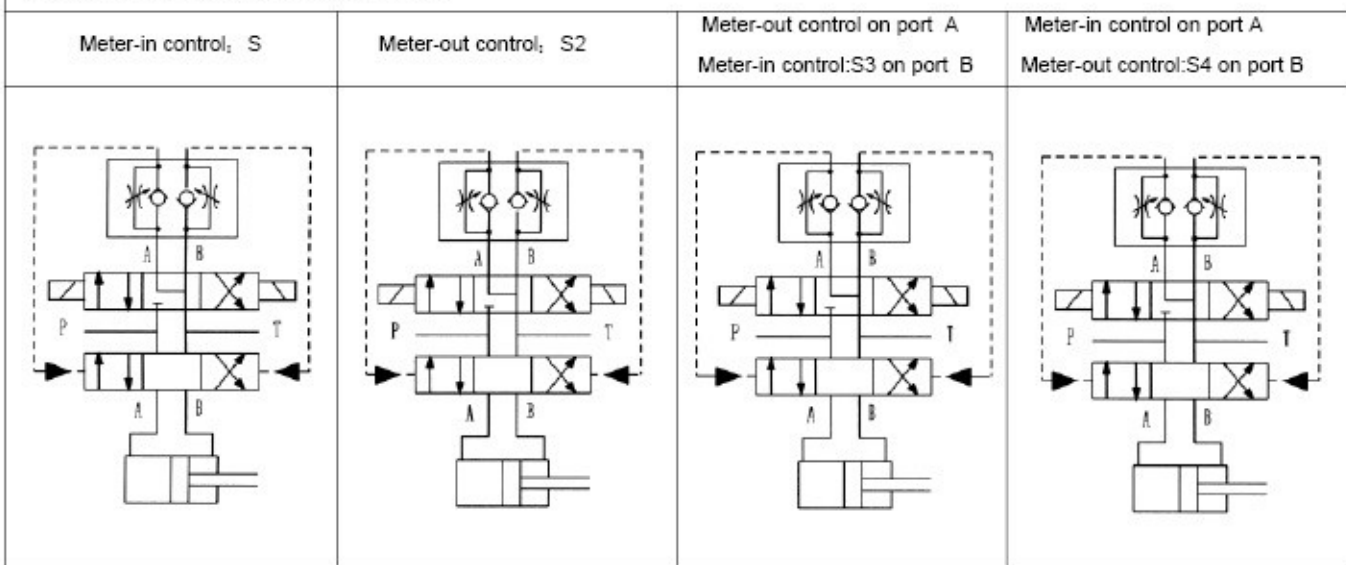 Meter-in control: S
Meter-out control: S2
Meter-out control on port A
Meter-in control:S3 on port B
Meter-in control on port A
Meter-out control:S4 on port B
A B
P T
A B
A B
P T
A B
A B
P T
A B
A B
P T
A B